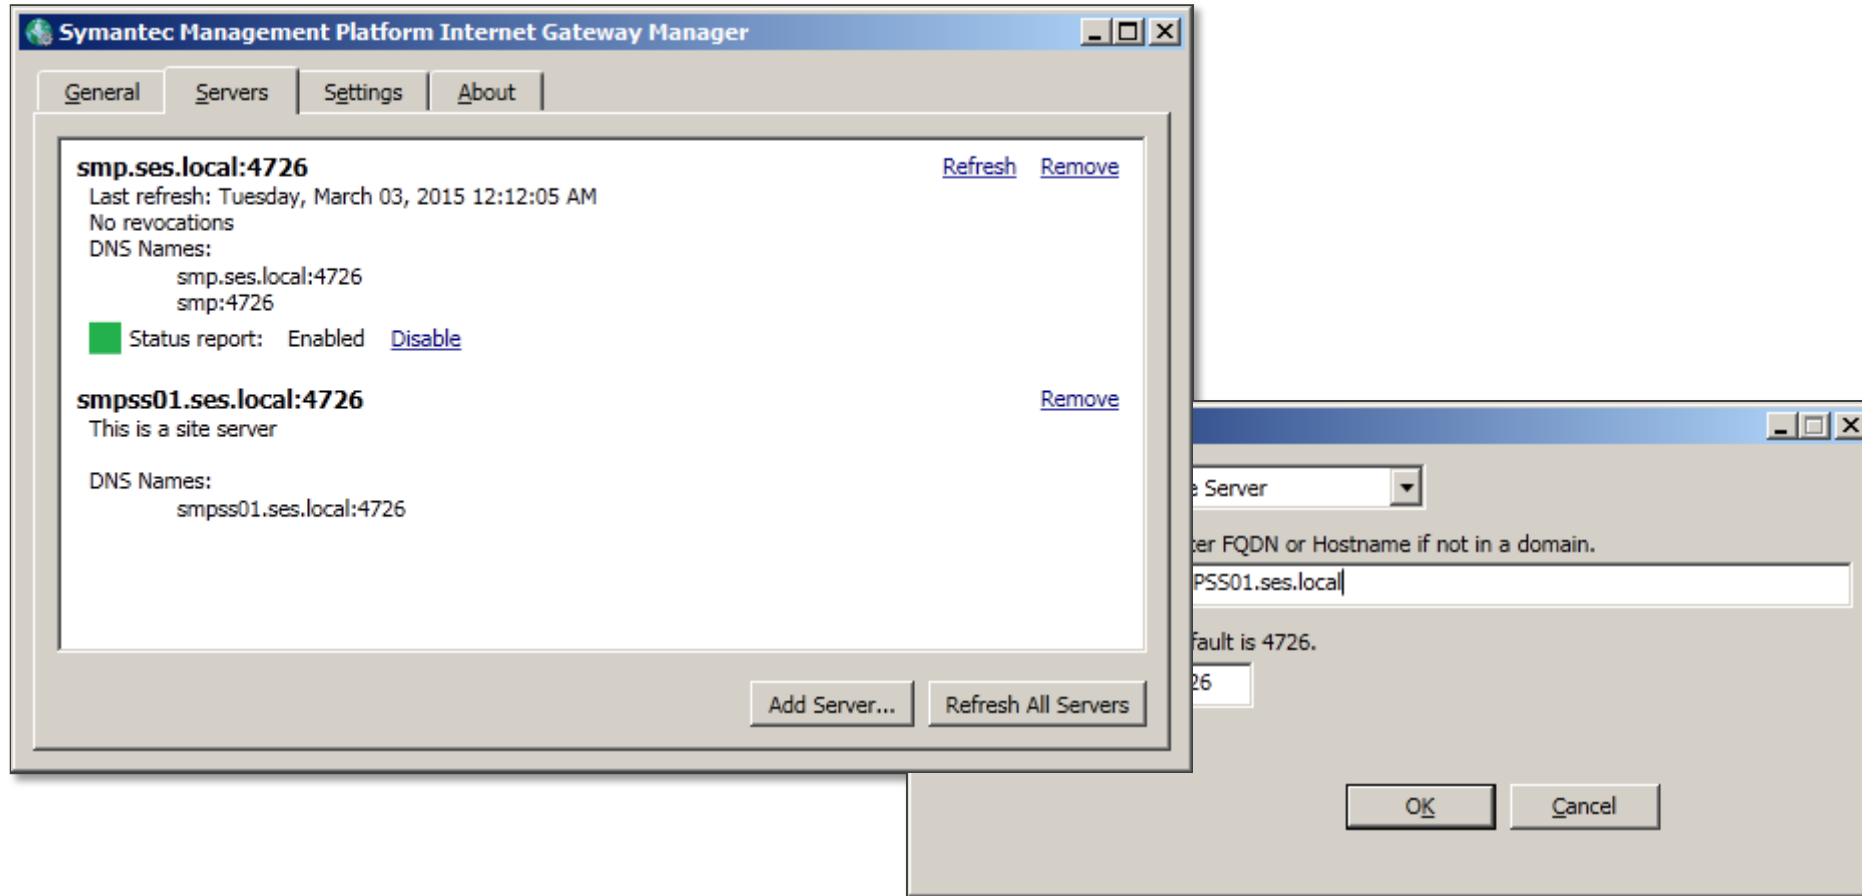 Symantec Management Platform Internet Gateway Manager
General Servers Settings About
smp.ses.local:4726 Refresh Remove
Last refresh: Tuesday, March 03, 2015 12:12:05 AM
No revocations
DNS Names:
smp.ses.local:4726
smp:4726
Status report: Enabled Disable
smpss01.ses.local:4726 Remove
This is a site server
DNS Names:
smpss01.ses.local:4726
Add Server... Refresh All Servers
Server
FQDN or Hostname if not in a domain.
PSS01.ses.local
is 4726.
26
OK Cancel